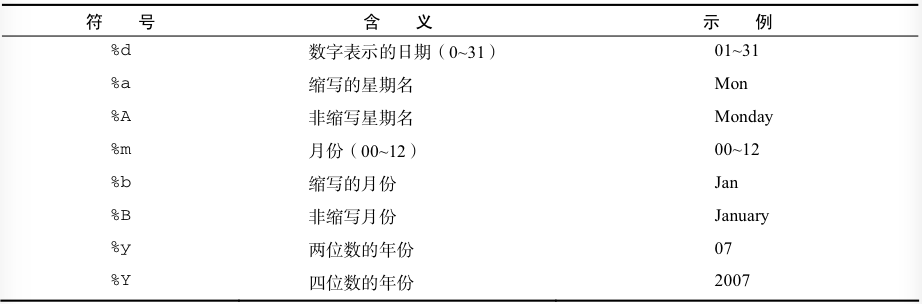 符 号 含 义 示 例
%d 数字表示的日期（0~31） 01~31
%a 缩写的星期名 Mon
%A 非缩写星期名 Monday
%m 月份（00~12） 00~12
%b 缩写的月份 Jan
%B 非缩写月份 January
%y 两位数的年份 07
%Y 四位数的年份 2007